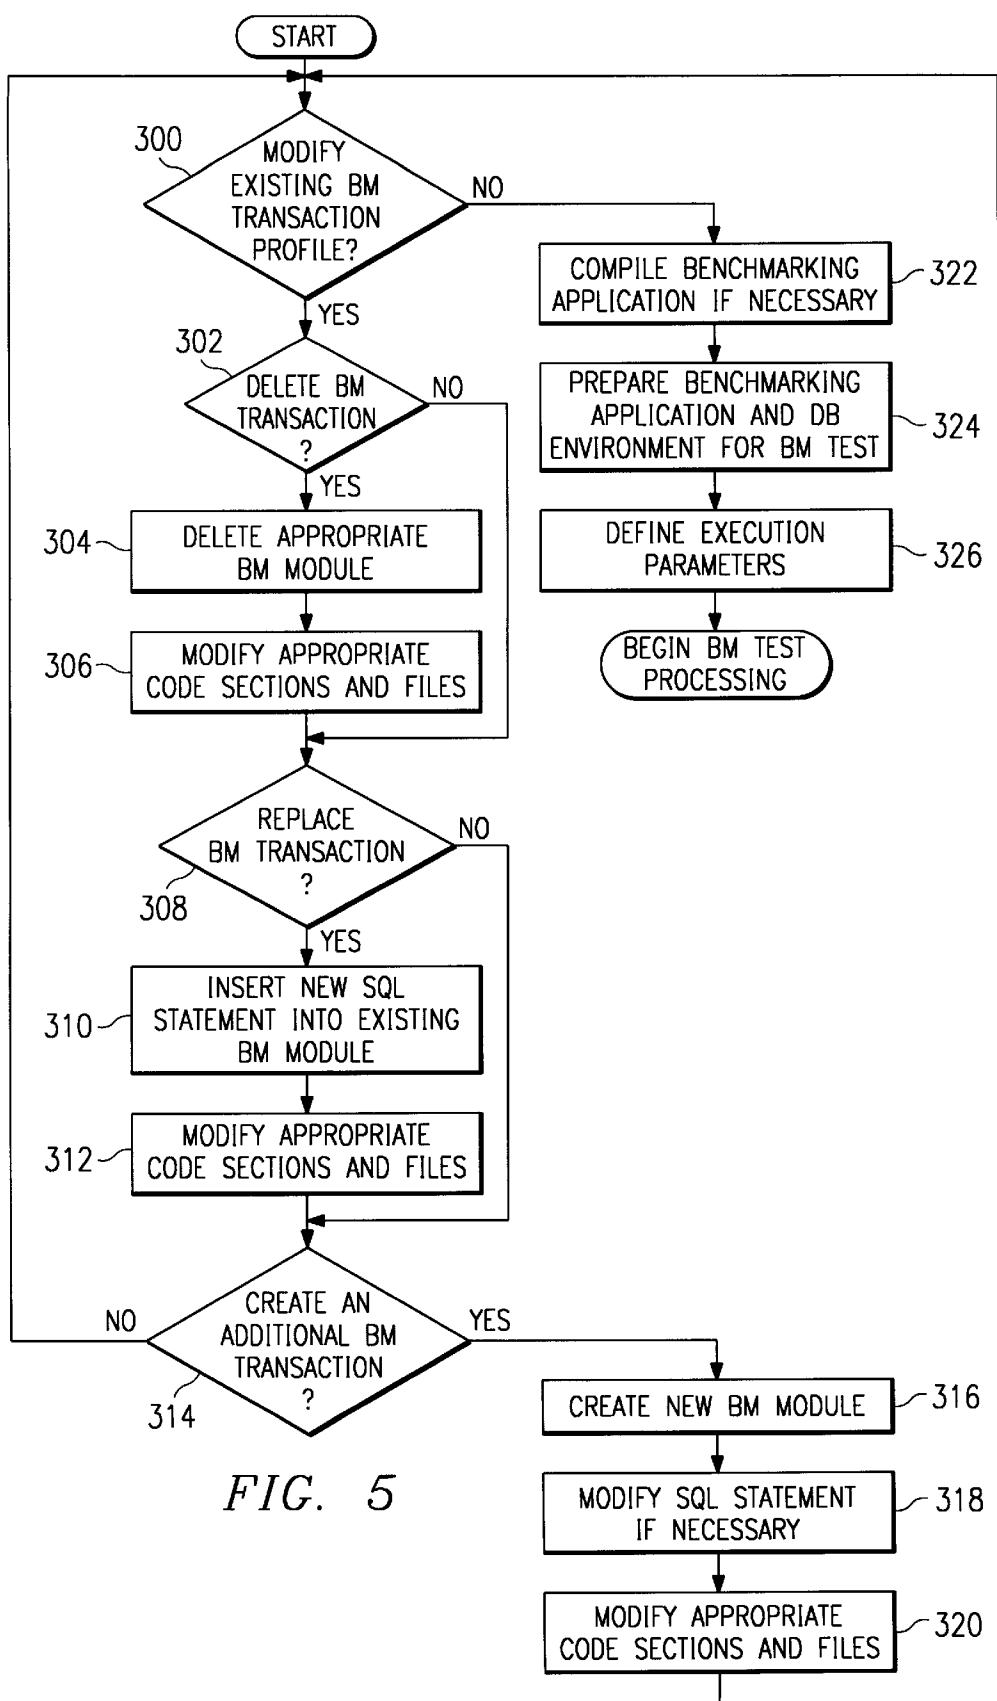 START
300
MODIFY
EXISTING BM
TRANSACTION
PROFILE?
NO
YES
COMPILE BENCHMARKING
APPLICATION IF NECESSARY
322
302
DELETE BM
TRANSACTION
?
NO
YES
PREPARE BENCHMARKING
APPLICATION AND DB
ENVIRONMENT FOR BM TEST
324
304
DELETE APPROPRIATE
BM MODULE
DEFINE EXECUTION
PARAMETERS
326
306
MODIFY APPROPRIATE
CODE SECTIONS AND FILES
BEGIN BM TEST
PROCESSING
REPLACE
BM TRANSACTION
?
NO
308
YES
310
INSERT NEW SQL
STATEMENT INTO EXISTING
BM MODULE
312
MODIFY APPROPRIATE
CODE SECTIONS AND FILES
NO
CREATE AN
ADDITIONAL BM
TRANSACTION
?
YES
314
CREATE NEW BM MODULE
316
MODIFY SQL STATEMENT
IF NECESSARY
318
MODIFY APPROPRIATE
CODE SECTIONS AND FILES
320
FIG. 5